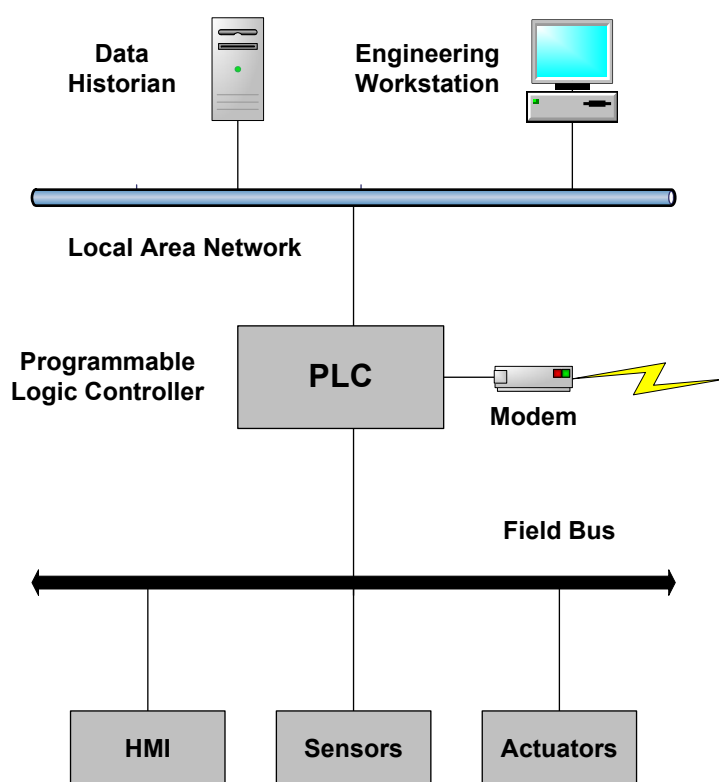 Data
Historian
Engineering
Workstation
Local Area Network
Programmable
Logic Controller
PLC
Modem
Field Bus
HMI
Sensors
Actuators